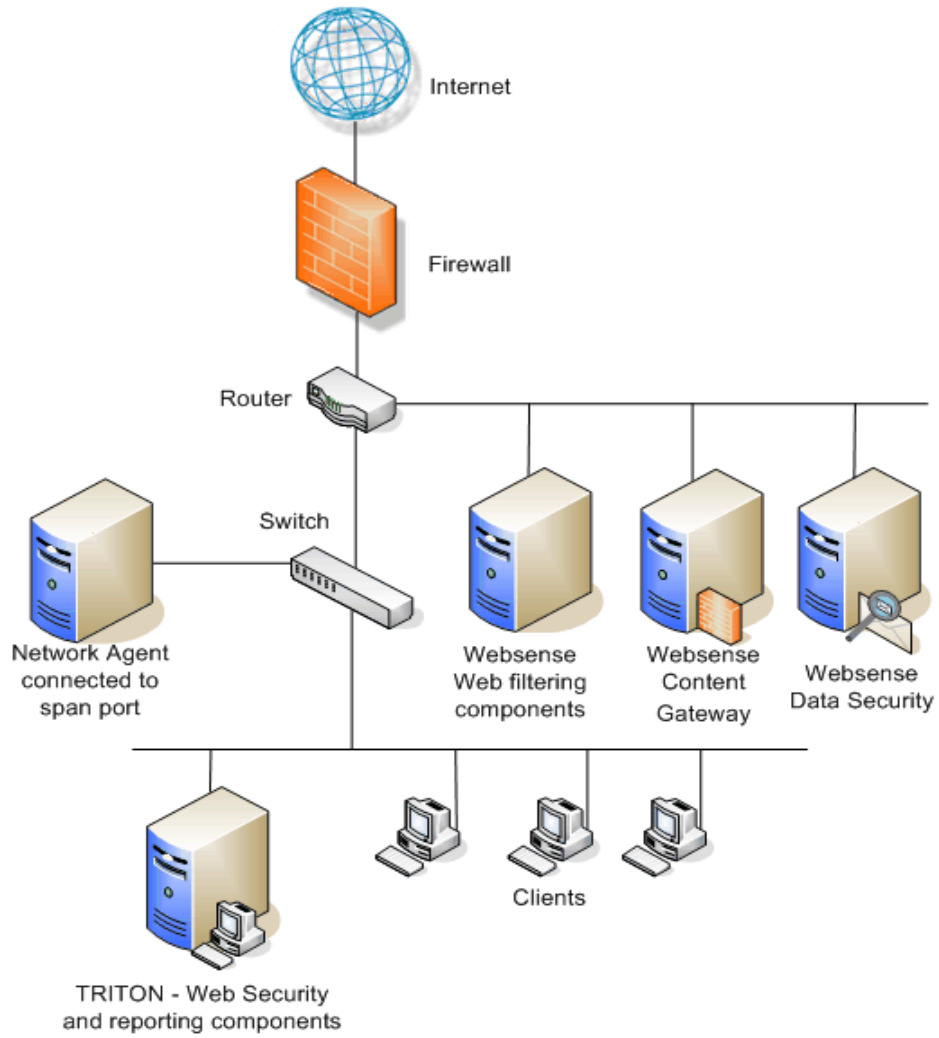 Internet
Firewall
Router
Switch
Network Agent
connected to
span port
Websense
Web filtering
components
Websense
Content
Gateway
Websense
Data Security
Clients
TRITON - Web Security
and reporting components